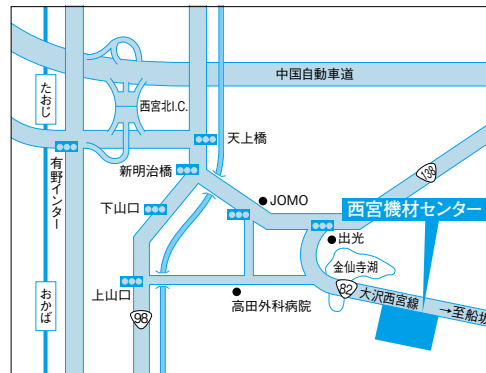 中国自動車道
たおじ
西宮北I.C.
天上橋
有野インター
新明治橋
138
JOMO
西宮機材センター
下山口
出光
金仙寺湖
上山口
82
大沢西宮線
→至船坂
おかば
高田外科病院
98